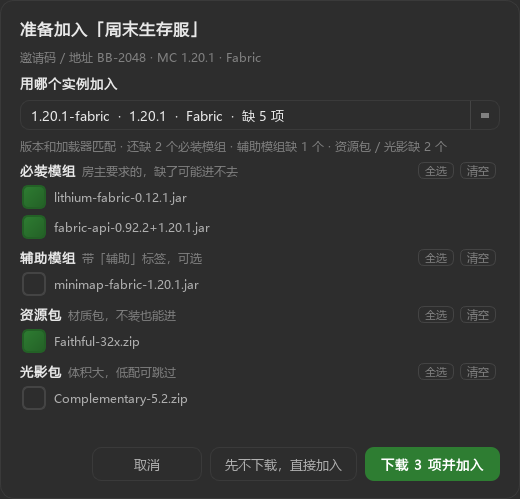 准备加入「周末生存服」
邀请码 / 地址 BB-2048 · MC 1.20.1 · Fabric
用哪个实例加入
1.20.1-fabric · 1.20.1 · Fabric · 缺 5 项
版本和加载器匹配 · 还缺 2 个必装模组 · 辅助模组缺 1 个 · 资源包 / 光影缺 2 个
必装模组 房主要求的，缺了可能进不去 全选 清空
lithium-fabric-0.12.1.jar
fabric-api-0.92.2+1.20.1.jar
辅助模组 带「辅助」标签，可选 全选 清空
minimap-fabric-1.20.1.jar
资源包 材质包，不装也能进 全选 清空
Faithful-32x.zip
光影包 体积大，低配可跳过 全选 清空
Complementary-5.2.zip
取消 先不下载，直接加入 下载 3 项并加入